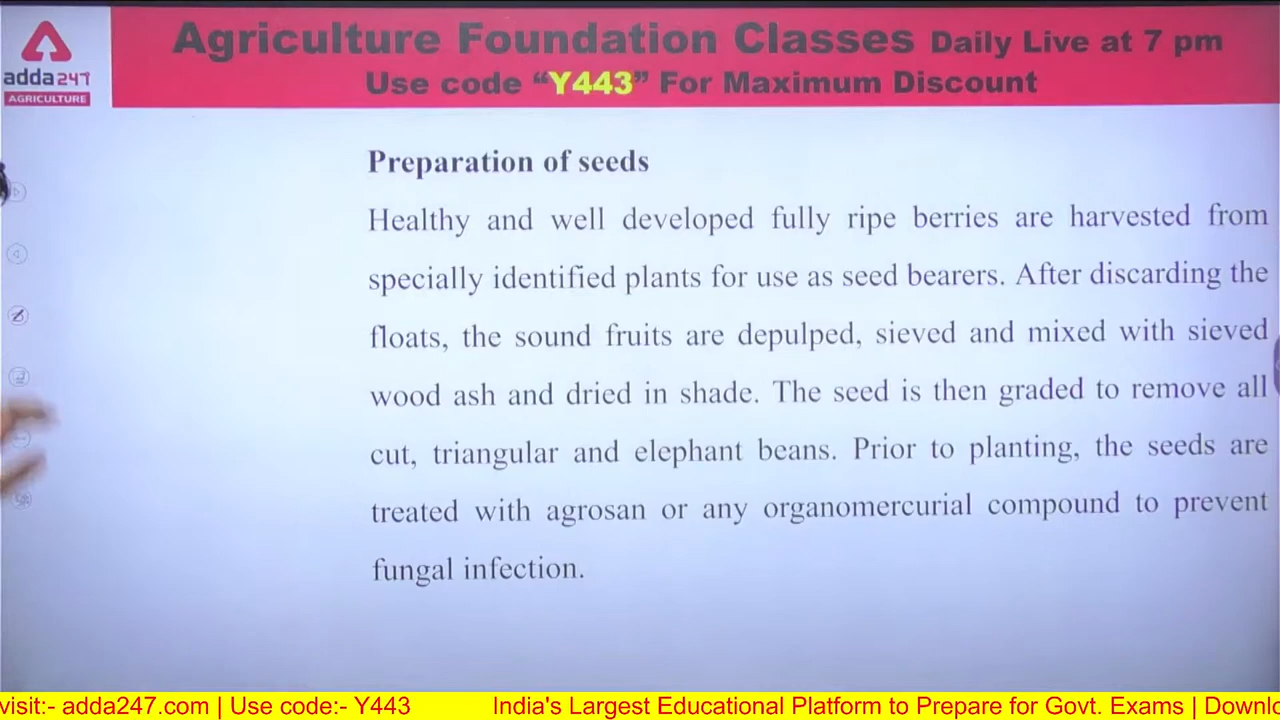 Agriculture Foundation Classes Daily Live at 7 pm
Use code “Y443” For Maximum Discount
adda247
AGRICULTURE
Preparation of seeds
Healthy and well developed fully ripe berries are harvested from
specially identified plants for use as seed bearers. After discarding the
floats, the sound fruits are depulped, sieved and mixed with sieved
wood ash and dried in shade. The seed is then graded to remove all
cut, triangular and elephant beans. Prior to planting, the seeds are
treated with agrosan or any organomercurial compound to prevent
fungal infection.
visit:- adda247.com | Use code:- Y443 India's Largest Educational Platform to Prepare for Govt. Exams | Downlo